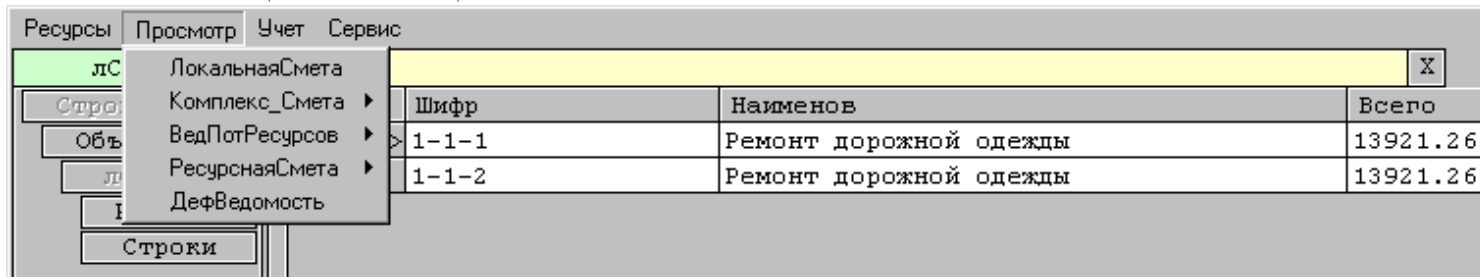 Ресурсы Просмотр Учет Сервис
лС X
ЛокальнаяСмета
Комплекс_Смета
ВедПотРесурсов
РесурснаяСмета
ДефВедомость
Шифр Наименов Всего
1-1-1 Ремонт дорожной одежды 13921.26
1-1-2 Ремонт дорожной одежды 13921.26
Строки